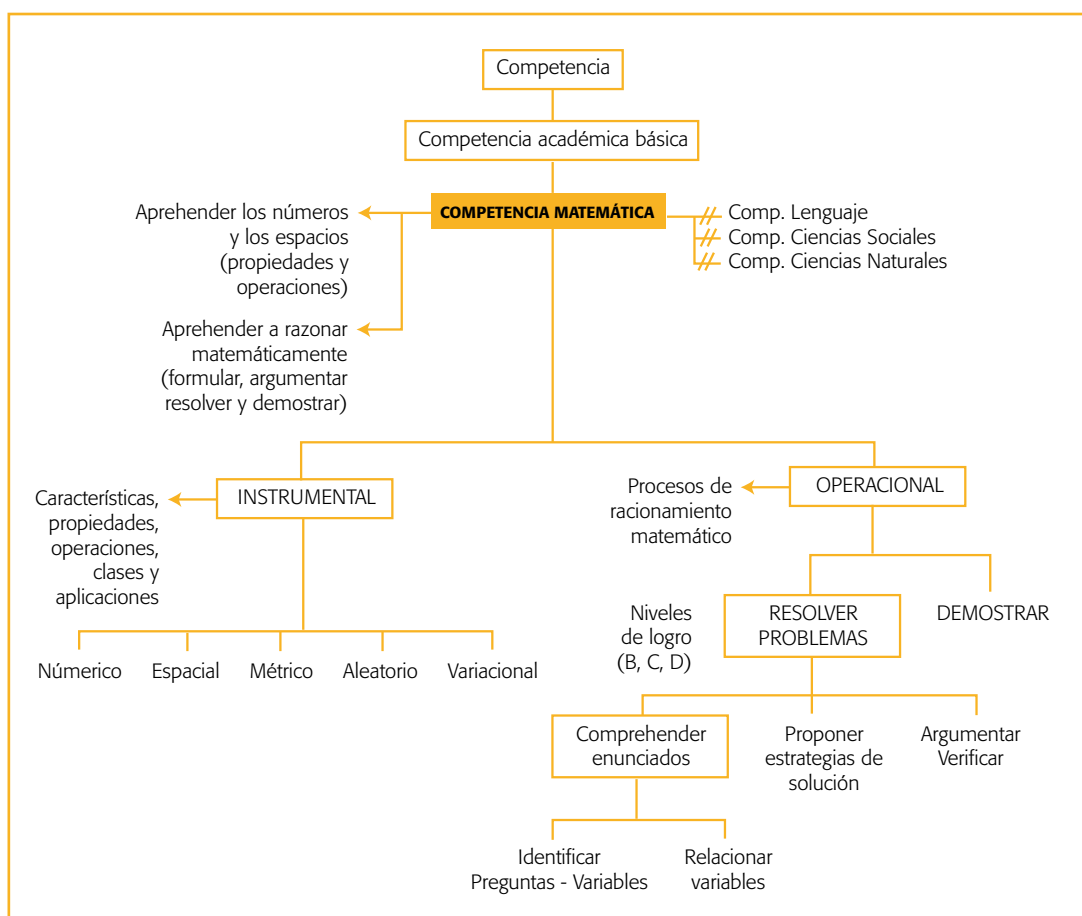 Competencia
Competencia académica básica
COMPETENCIA MATEMÁTICA
Aprehender los números
y los espacios
(propiedades y
operaciones)
Comp. Lenguaje
Comp. Ciencias Sociales
Comp. Ciencias Naturales
Aprehender a razonar
matemáticamente
(formular, argumentar
resolver y demostrar)
INSTRUMENTAL
Características,
propiedades,
operaciones,
clases y
aplicaciones
OPERACIONAL
Procesos de
racionamiento
matemático
Númerico
Espacial
Métrico
Aleatorio
Variacional
Niveles
de logro
(B, C, D)
RESOLVER
PROBLEMAS
DEMOSTRAR
Comprehender
enunciados
Proponer
estrategias de
solución
Argumentar
Verificar
Identificar
Preguntas - Variables
Relacionar
variables